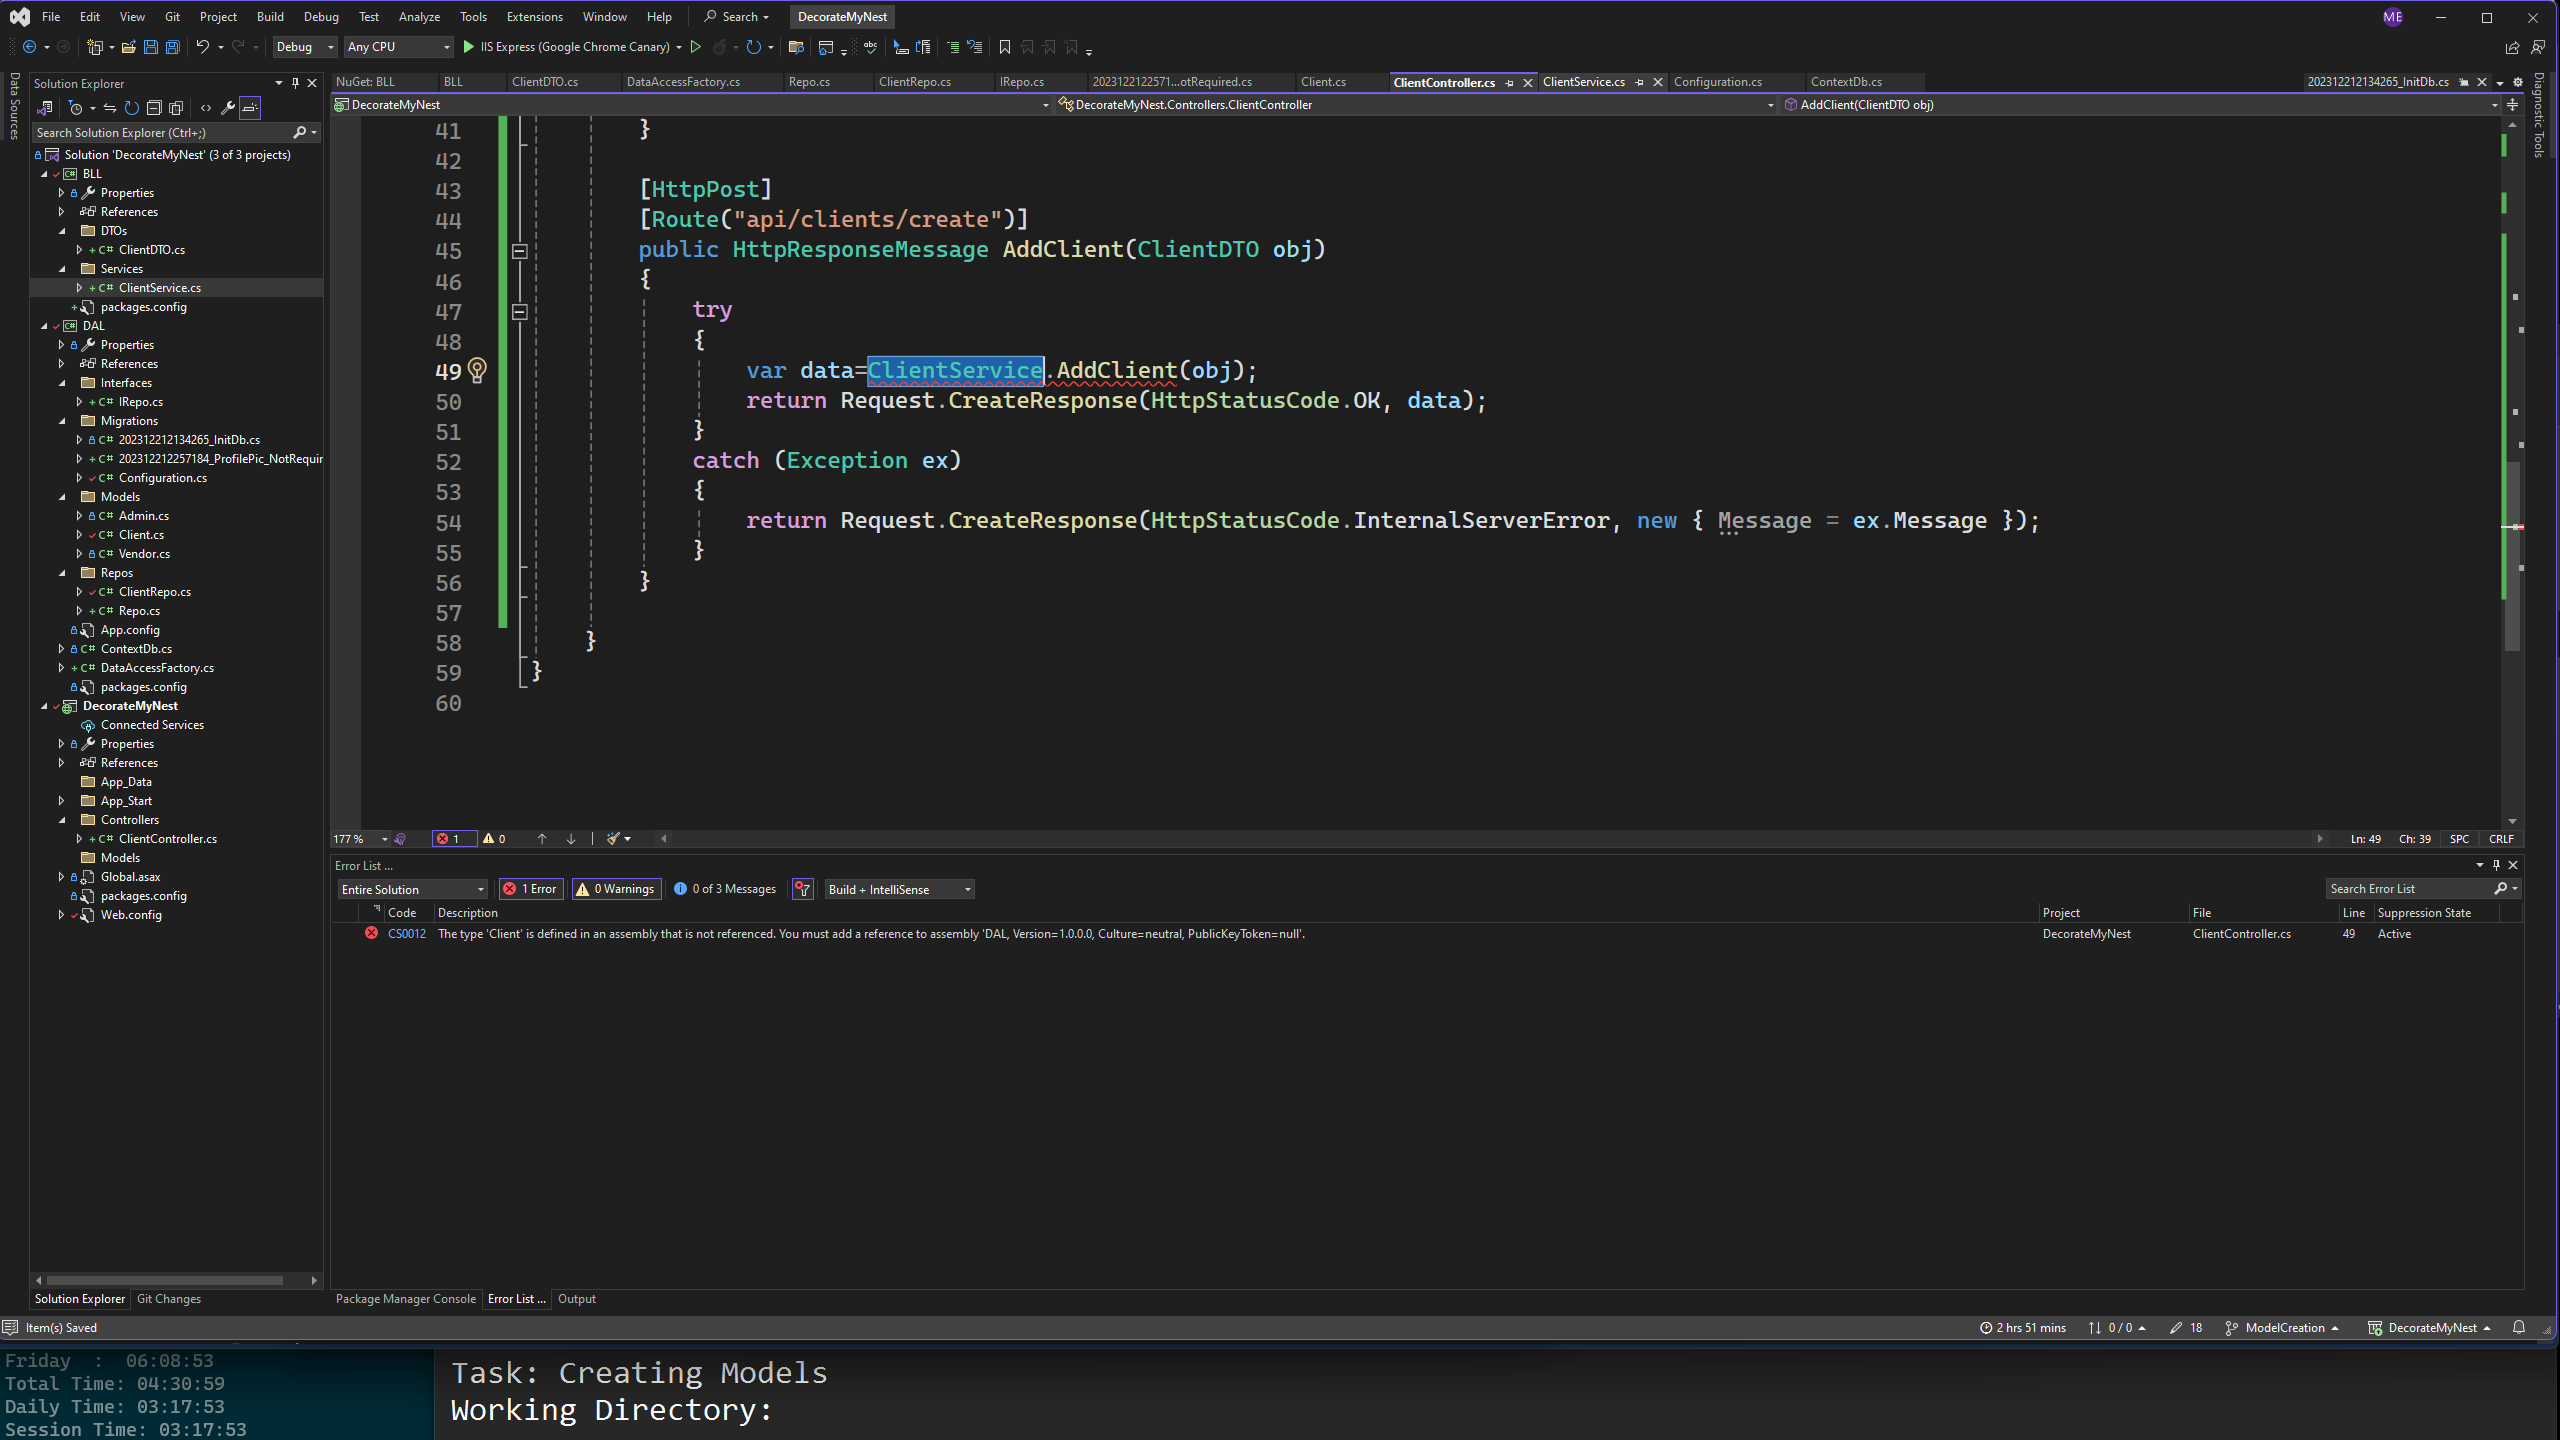 File Edit View Git Project Build Debug Test Analyze Tools Extensions Window Help Search DecorateMyNest ME
Debug Any CPU IIS Express (Google Chrome Canary)
Data Sources
Solution Explorer
Search Solution Explorer (Ctrl+;)
Solution 'DecorateMyNest' (3 of 3 projects)
BLL
Properties
References
DTOs
ClientDTO.cs
Services
ClientService.cs
packages.config
DAL
Properties
References
Interfaces
IRepo.cs
Migrations
202312212134265_InitDb.cs
202312212257184_ProfilePic_NotRequir
Configuration.cs
Models
Admin.cs
Client.cs
Vendor.cs
Repos
ClientRepo.cs
Repo.cs
App.config
ContextDb.cs
DataAccessFactory.cs
packages.config
DecorateMyNest
Connected Services
Properties
References
App_Data
App_Start
Controllers
ClientController.cs
Models
Global.asax
packages.config
Web.config
Solution Explorer Git Changes
NuGet: BLL BLL ClientDTO.cs DataAccessFactory.cs Repo.cs ClientRepo.cs IRepo.cs 2023122122571...otRequired.cs Client.cs ClientController.cs ClientService.cs Configuration.cs ContextDb.cs 202312212134265_InitDb.cs
DecorateMyNest DecorateMyNest.Controllers.ClientController AddClient(ClientDTO obj)
Diagnostic Tools
41 }
42
43 [HttpPost]
44 [Route("api/clients/create")]
45 public HttpResponseMessage AddClient(ClientDTO obj)
46 {
47 try
48 {
49 var data=ClientService.AddClient(obj);
50 return Request.CreateResponse(HttpStatusCode.OK, data);
51 }
52 catch (Exception ex)
53 {
54 return Request.CreateResponse(HttpStatusCode.InternalServerError, new { Message = ex.Message });
55 }
56 }
57
58 }
59 }
60
177 % 1 0 Ln: 49 Ch: 39 SPC CRLF
Error List ...
Entire Solution 1 Error 0 Warnings 0 of 3 Messages Build + IntelliSense Search Error List
Code Description Project File Line Suppression State
CS0012 The type 'Client' is defined in an assembly that is not referenced. You must add a reference to assembly 'DAL, Version=1.0.0.0, Culture=neutral, PublicKeyToken=null'. DecorateMyNest ClientController.cs 49 Active
Package Manager Console Error List ... Output
Item(s) Saved 2 hrs 51 mins 0 / 0 18 ModelCreation DecorateMyNest
Friday : 06:08:53
Total Time: 04:30:59
Daily Time: 03:17:53
Session Time: 03:17:53
Task: Creating Models
Working Directory: